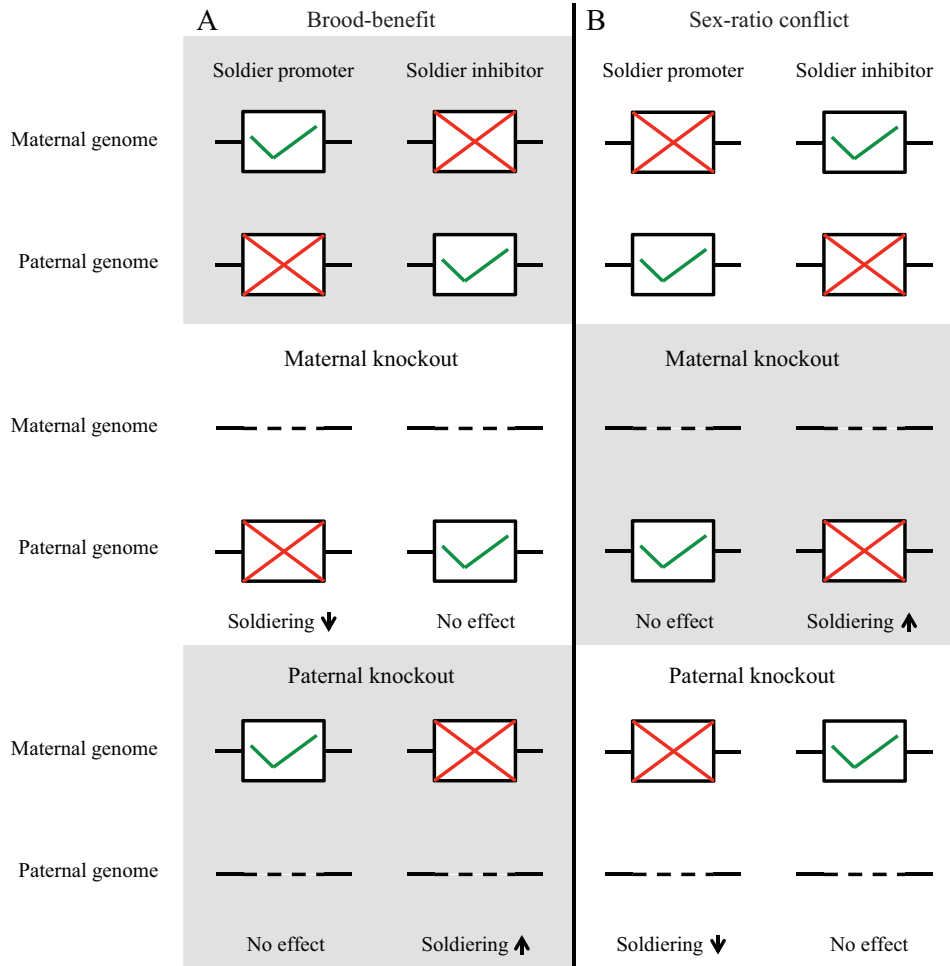 A Brood-benefit B Sex-ratio conflict
Soldier promoter Soldier inhibitor Soldier promoter Soldier inhibitor
Maternal genome
Paternal genome
Maternal knockout Maternal knockout
Maternal genome
Paternal genome
Soldiering No effect No effect Soldiering
Paternal knockout Paternal knockout
Maternal genome
Paternal genome
No effect Soldiering Soldiering No effect